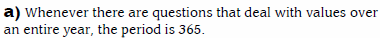 a) Whenever there are questions that deal with values over
an entire year, the period is 365.